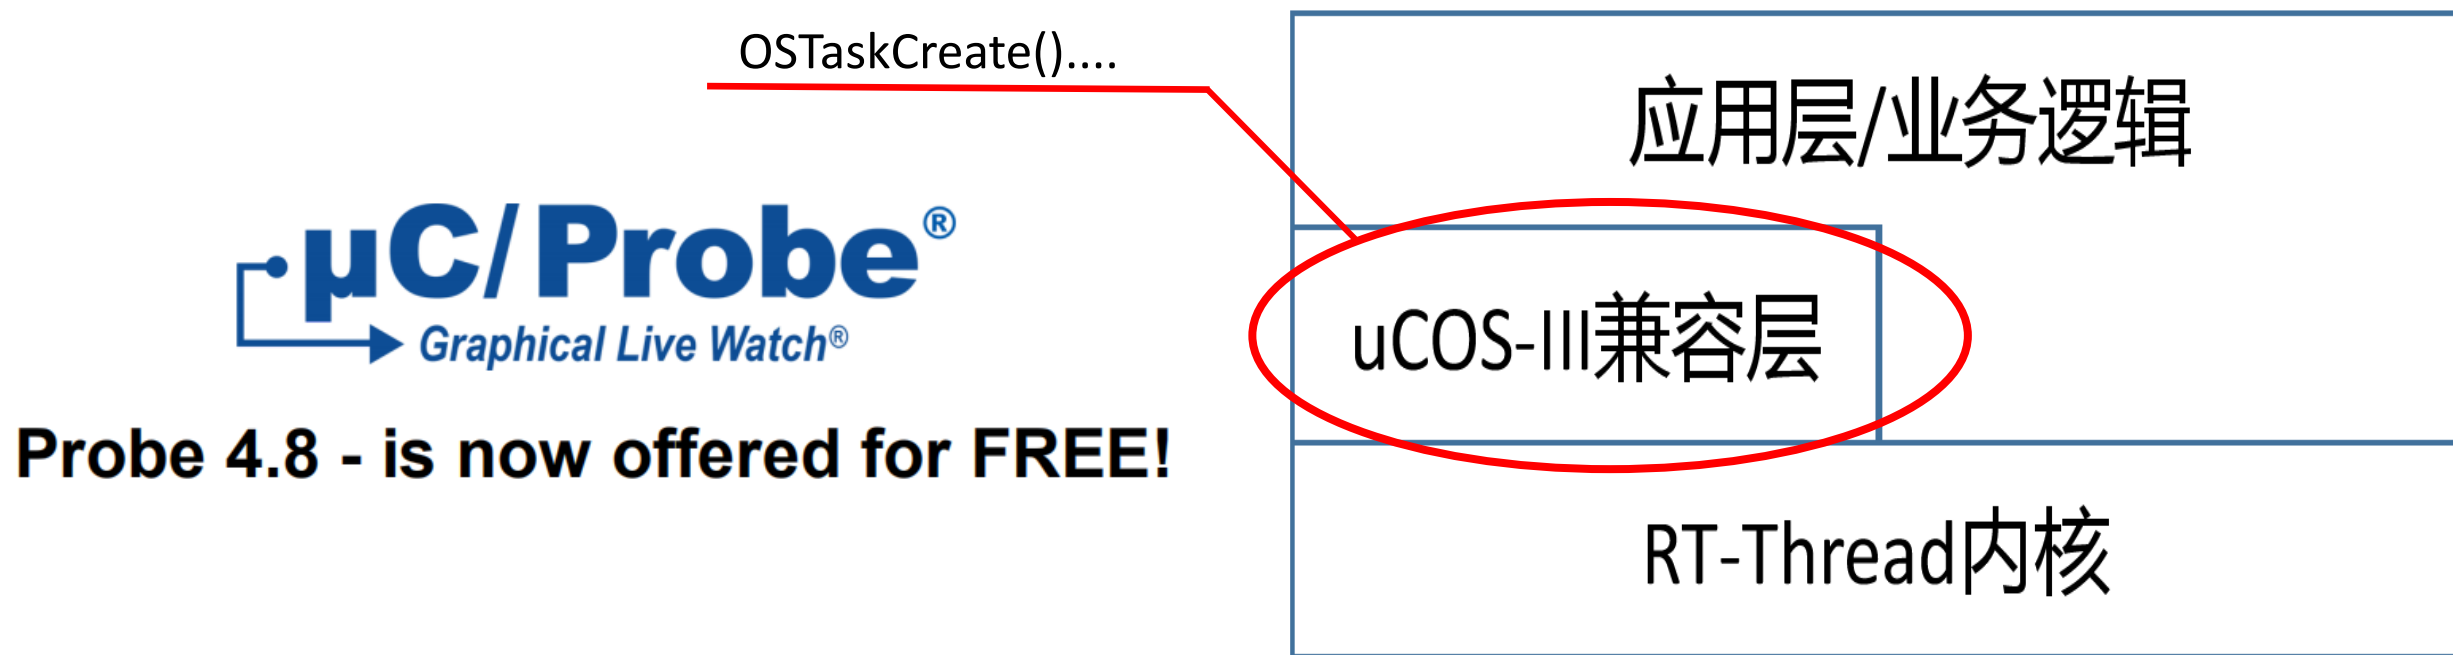 OSTaskCreate()....
µC/Probe®
Graphical Live Watch®
Probe 4.8 - is now offered for FREE!
应用层/业务逻辑
uCOS-III兼容层
RT-Thread内核